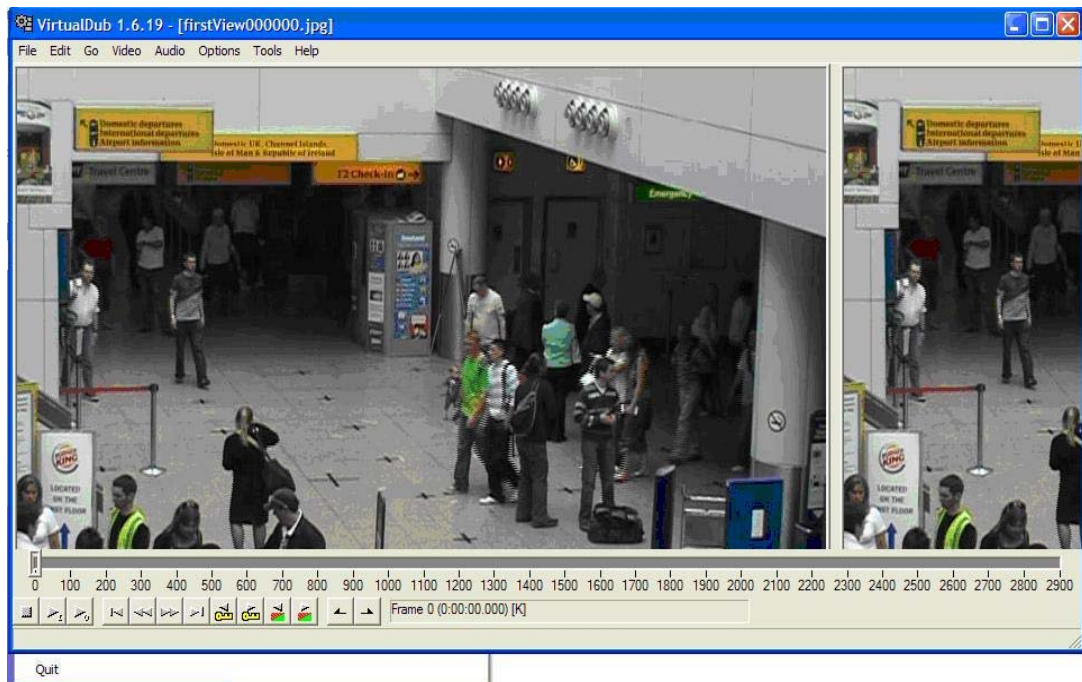 VirtualDub 1.6.19 - [firstView000000.jpg]
File Edit Go Video Audio Options Tools Help
Domestic departures
International departures
Airport information
Domestic UK, Channel Islands,
Isle of Man & Republic of Ireland
Travel Centre
T2 Check-in
Emergency
BURGER
KING
LOCATED
ON THE
FIRST FLOOR
Domestic departures
International departures
Airport information
Travel Centre
BURGER
KING
LOCATED
ON THE
FIRST FLOOR
0 100 200 300 400 500 600 700 800 900 1000 1100 1200 1300 1400 1500 1600 1700 1800 1900 2000 2100 2200 2300 2400 2500 2600 2700 2800 2900
Frame 0 (0:00:00.000) [K]
Quit